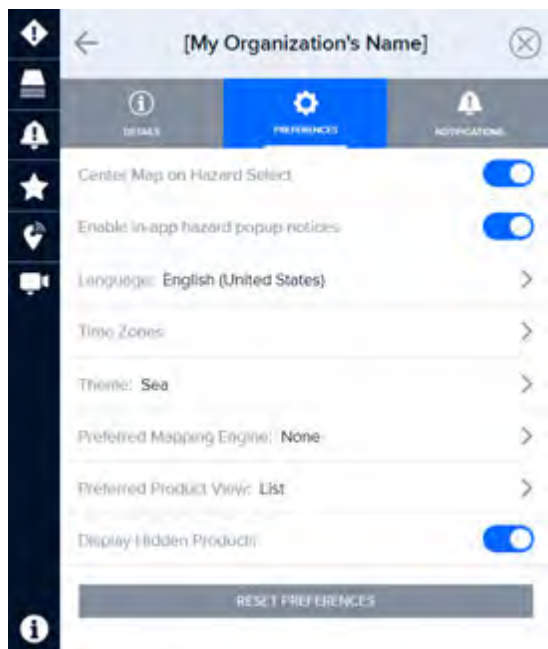 [My Organization's Name]
DETAILS
PREFERENCES
NOTIFICATIONS
Center Map on Hazard Select
Enable in-app hazard popup notices
Language: English (United States)
Time Zones
Theme: Sea
Preferred Mapping Engine: None
Preferred Product View: List
Display Hidden Products
RESET PREFERENCES